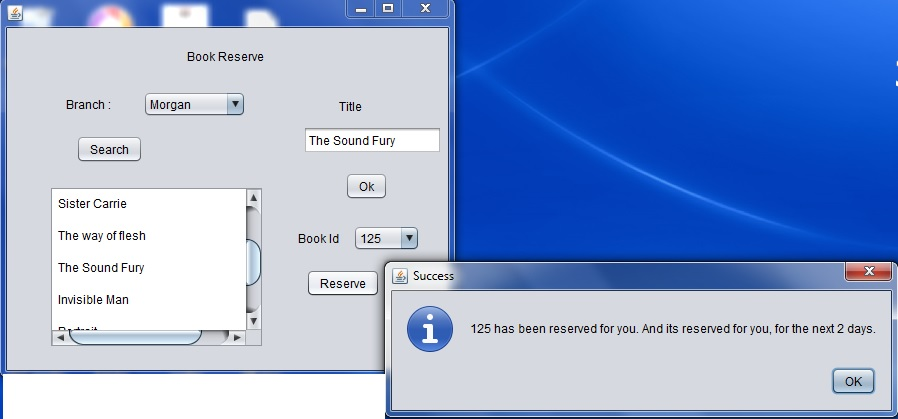 Book Reserve
Branch :
Morgan
Title
Search
The Sound Fury
Ok
Sister Carrie
The way of flesh
The Sound Fury
Invisible Man
Portrait
Book Id
125
Reserve
Success
125 has been reserved for you. And its reserved for you, for the next 2 days.
OK